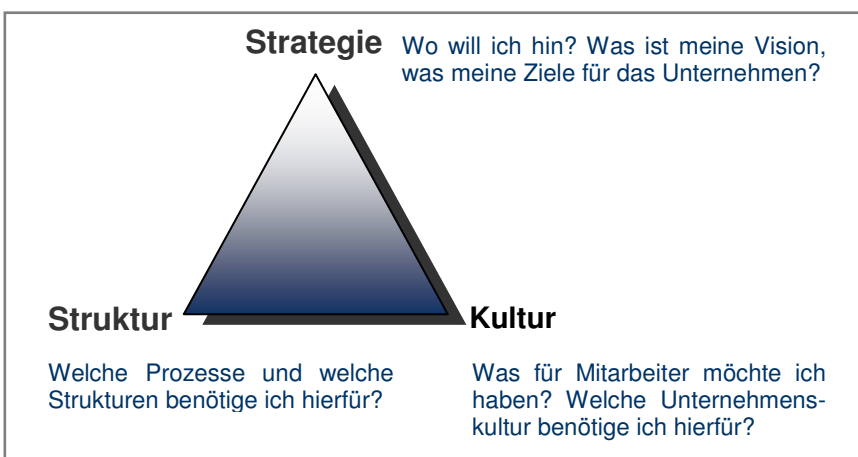 Strategie
Wo will ich hin? Was ist meine Vision,
was meine Ziele für das Unternehmen?
Struktur
Welche Prozesse und welche
Strukturen benötige ich hierfür?
Kultur
Was für Mitarbeiter möchte ich
haben? Welche Unternehmens-
kultur benötige ich hierfür?